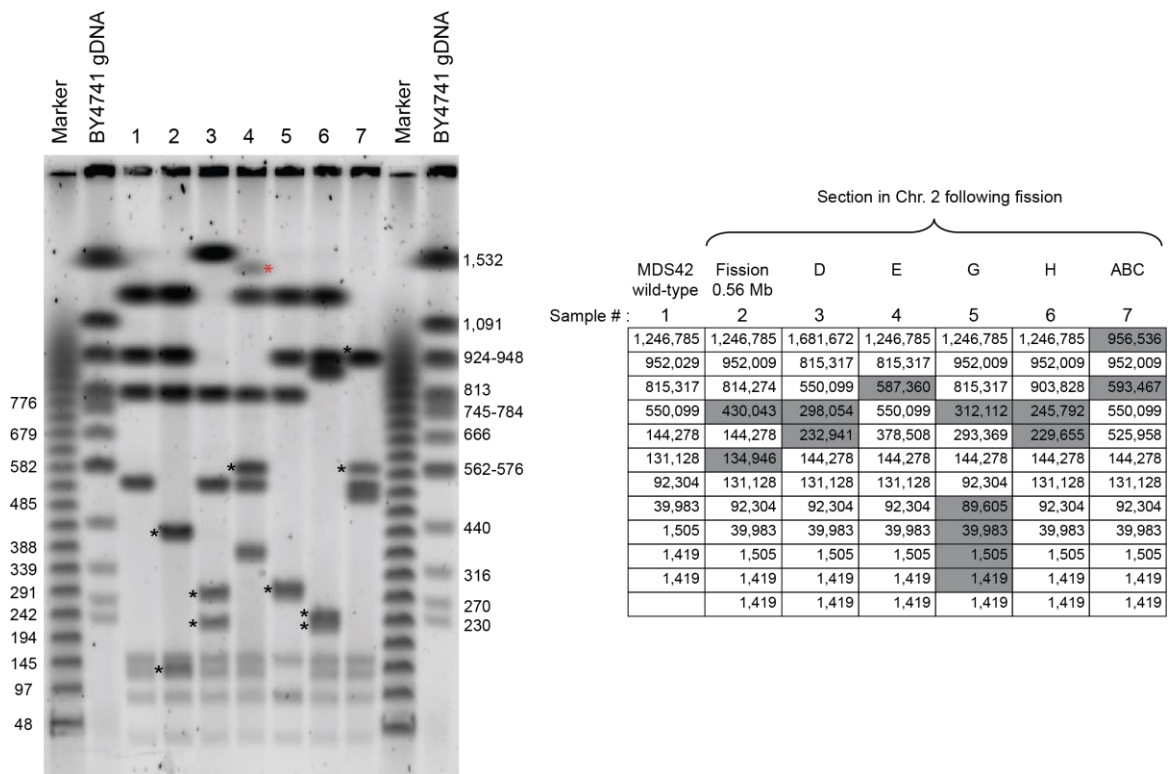 Marker
BY4741 gDNA
1 2 3 4 5 6 7
Marker
BY4741 gDNA
776
679
582
485
388
339
291
242
194
145
97
48
*
*
*
*
*
*
*
*
*
*
*
1,532
1,091
924-948
813
745-784
666
562-576
440
316
270
230
Section in Chr. 2 following fission
MDS42 wild-type Fission 0.56 Mb D E G H ABC
Sample # : 1 2 3 4 5 6 7
1,246,785 1,246,785 1,681,672 1,246,785 1,246,785 1,246,785 956,536
952,029 952,009 815,317 815,317 952,009 952,009 952,009
815,317 814,274 550,099 587,360 815,317 903,828 593,467
550,099 430,043 298,054 550,099 312,112 245,792 550,099
144,278 144,278 232,941 378,508 293,369 229,655 525,958
131,128 134,946 144,278 144,278 144,278 144,278 144,278
92,304 131,128 131,128 131,128 131,128 131,128 131,128
39,983 92,304 92,304 92,304 89,605 92,304 92,304
1,505 39,983 39,983 39,983 39,983 39,983 39,983
1,419 1,505 1,505 1,505 1,505 1,505 1,505
1,419 1,419 1,419 1,419 1,419 1,419 1,419
1,419 1,419 1,419 1,419 1,419 1,419